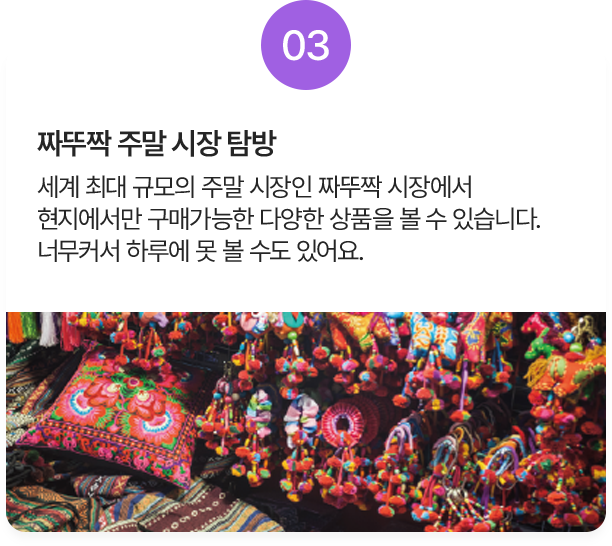 03
짜뚜짝 주말 시장 탐방
세계 최대 규모의 주말 시장인 짜뚜짝 시장에서
현지에서만 구매가능한 다양한 상품을 볼 수 있습니다.
너무커서 하루에 못 볼 수도 있어요.